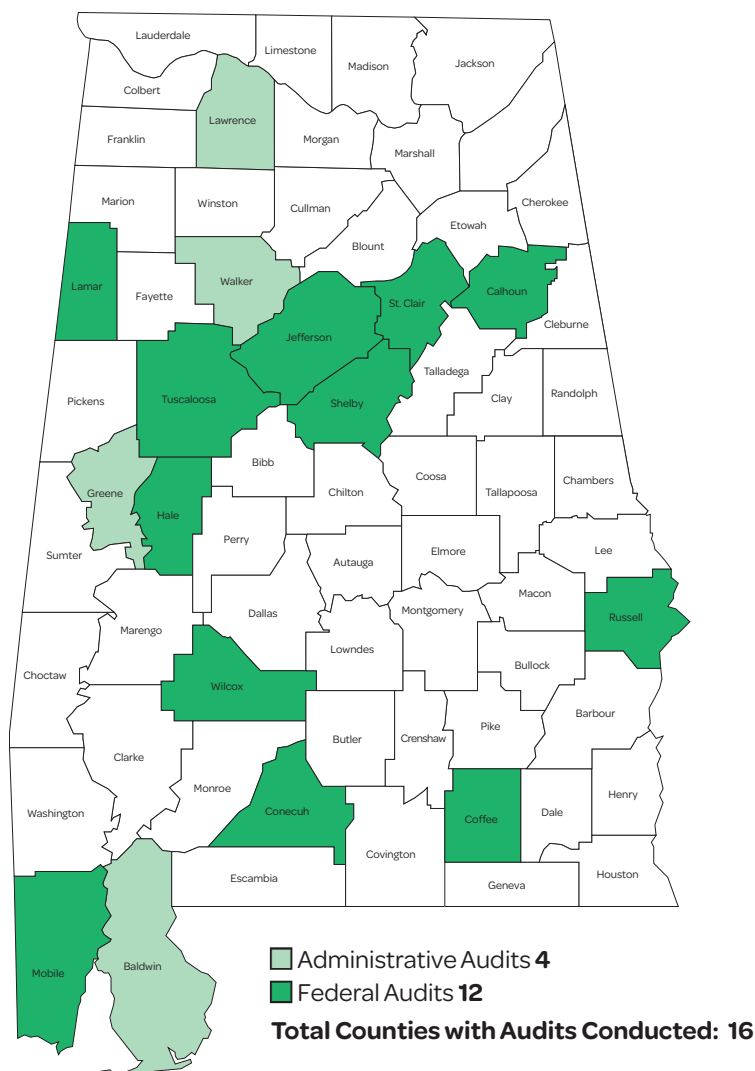 Lauderdale
Limestone
Madison
Jackson
Colbert
Lawrence
Franklin
Morgan
Marshall
Marion
Winston
Cullman
Cherokee
Etowah
Blount
Lamar
Fayette
Walker
St. Clair
Calhoun
Jefferson
Cleburne
Talladega
Pickens
Tuscaloosa
Shelby
Clay
Randolph
Bibb
Coosa
Chambers
Greene
Chilton
Tallapoosa
Hale
Perry
Sumter
Autauga
Elmore
Lee
Macon
Dallas
Montgomery
Russell
Marengo
Lowndes
Bullock
Choctaw
Wilcox
Barbour
Butler
Crenshaw
Pike
Clarke
Monroe
Washington
Conecuh
Coffee
Dale
Henry
Covington
Escambia
Geneva
Houston
Mobile
Baldwin
Administrative Audits 4
Federal Audits 12
Total Counties with Audits Conducted: 16